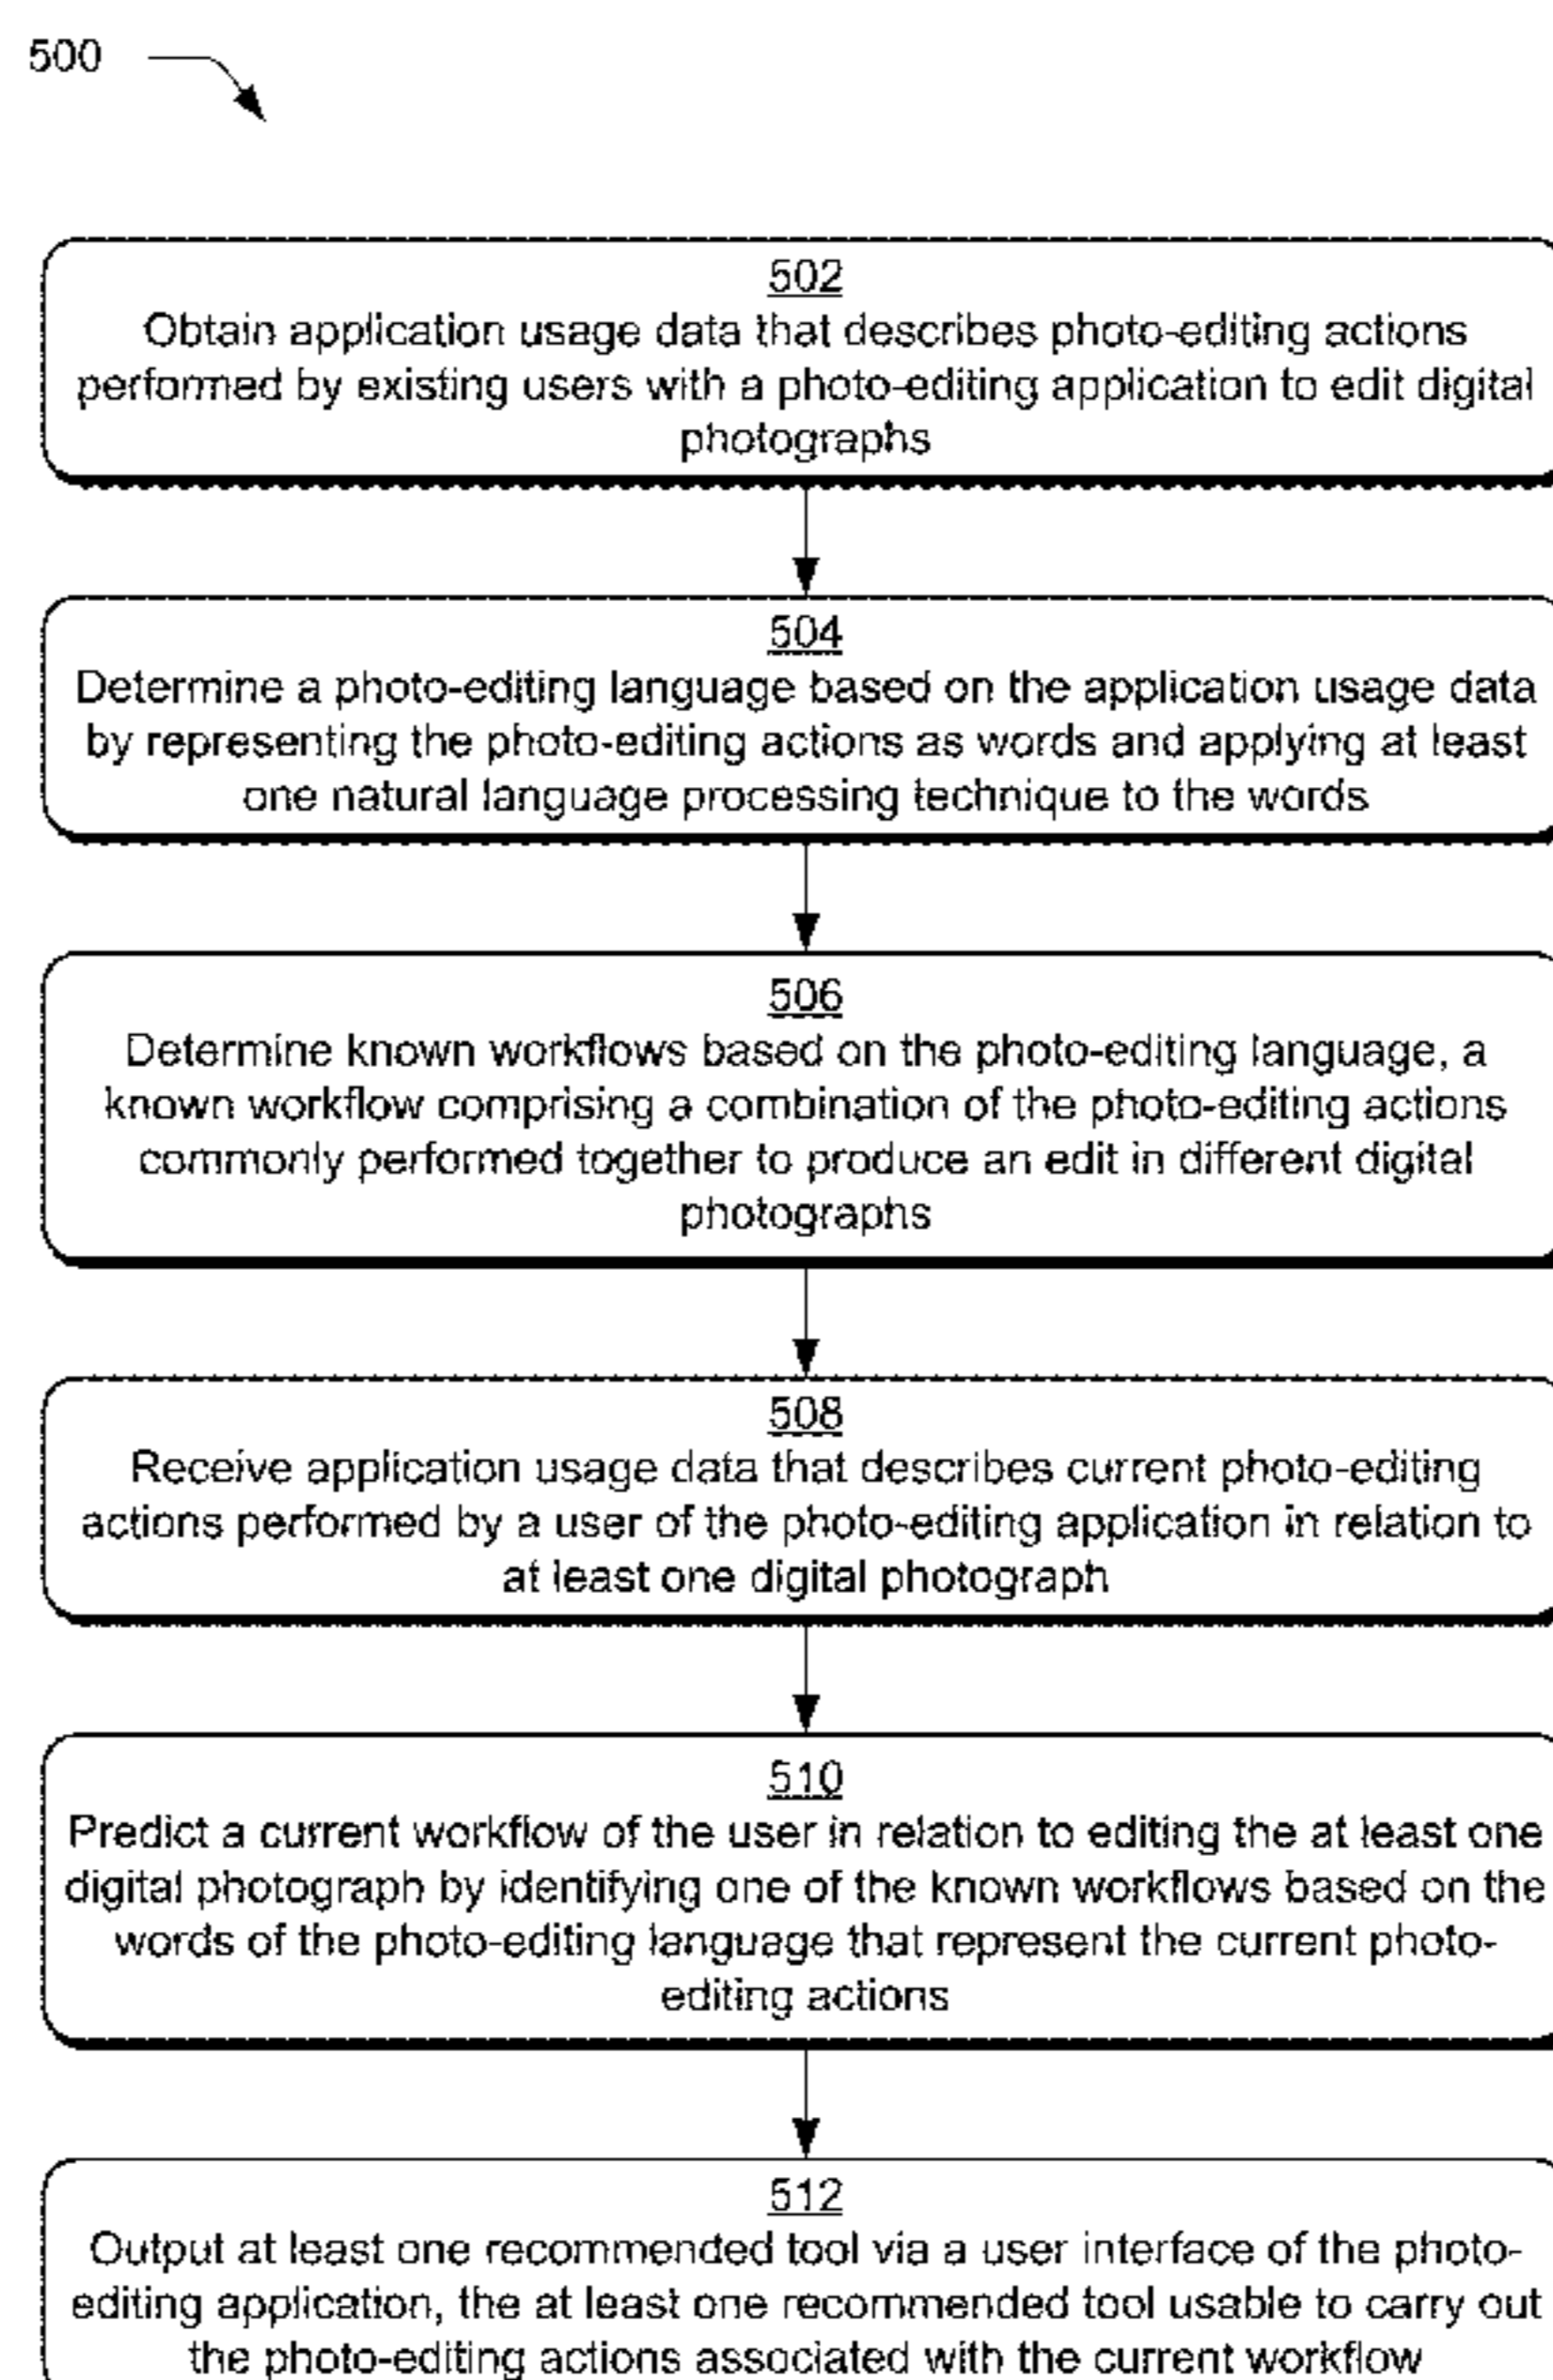 500
502
Obtain application usage data that describes photo-editing actions
performed by existing users with a photo-editing application to edit digital
photographs
504
Determine a photo-editing language based on the application usage data
by representing the photo-editing actions as words and applying at least
one natural language processing technique to the words
506
Determine known workflows based on the photo-editing language, a
known workflow comprising a combination of the photo-editing actions
commonly performed together to produce an edit in different digital
photographs
508
Receive application usage data that describes current photo-editing
actions performed by a user of the photo-editing application in relation to
at least one digital photograph
510
Predict a current workflow of the user in relation to editing the at least one
digital photograph by identifying one of the known workflows based on the
words of the photo-editing language that represent the current photo-
editing actions
512
Output at least one recommended tool via a user interface of the photo-
editing application, the at least one recommended tool usable to carry out
the photo-editing actions associated with the current workflow